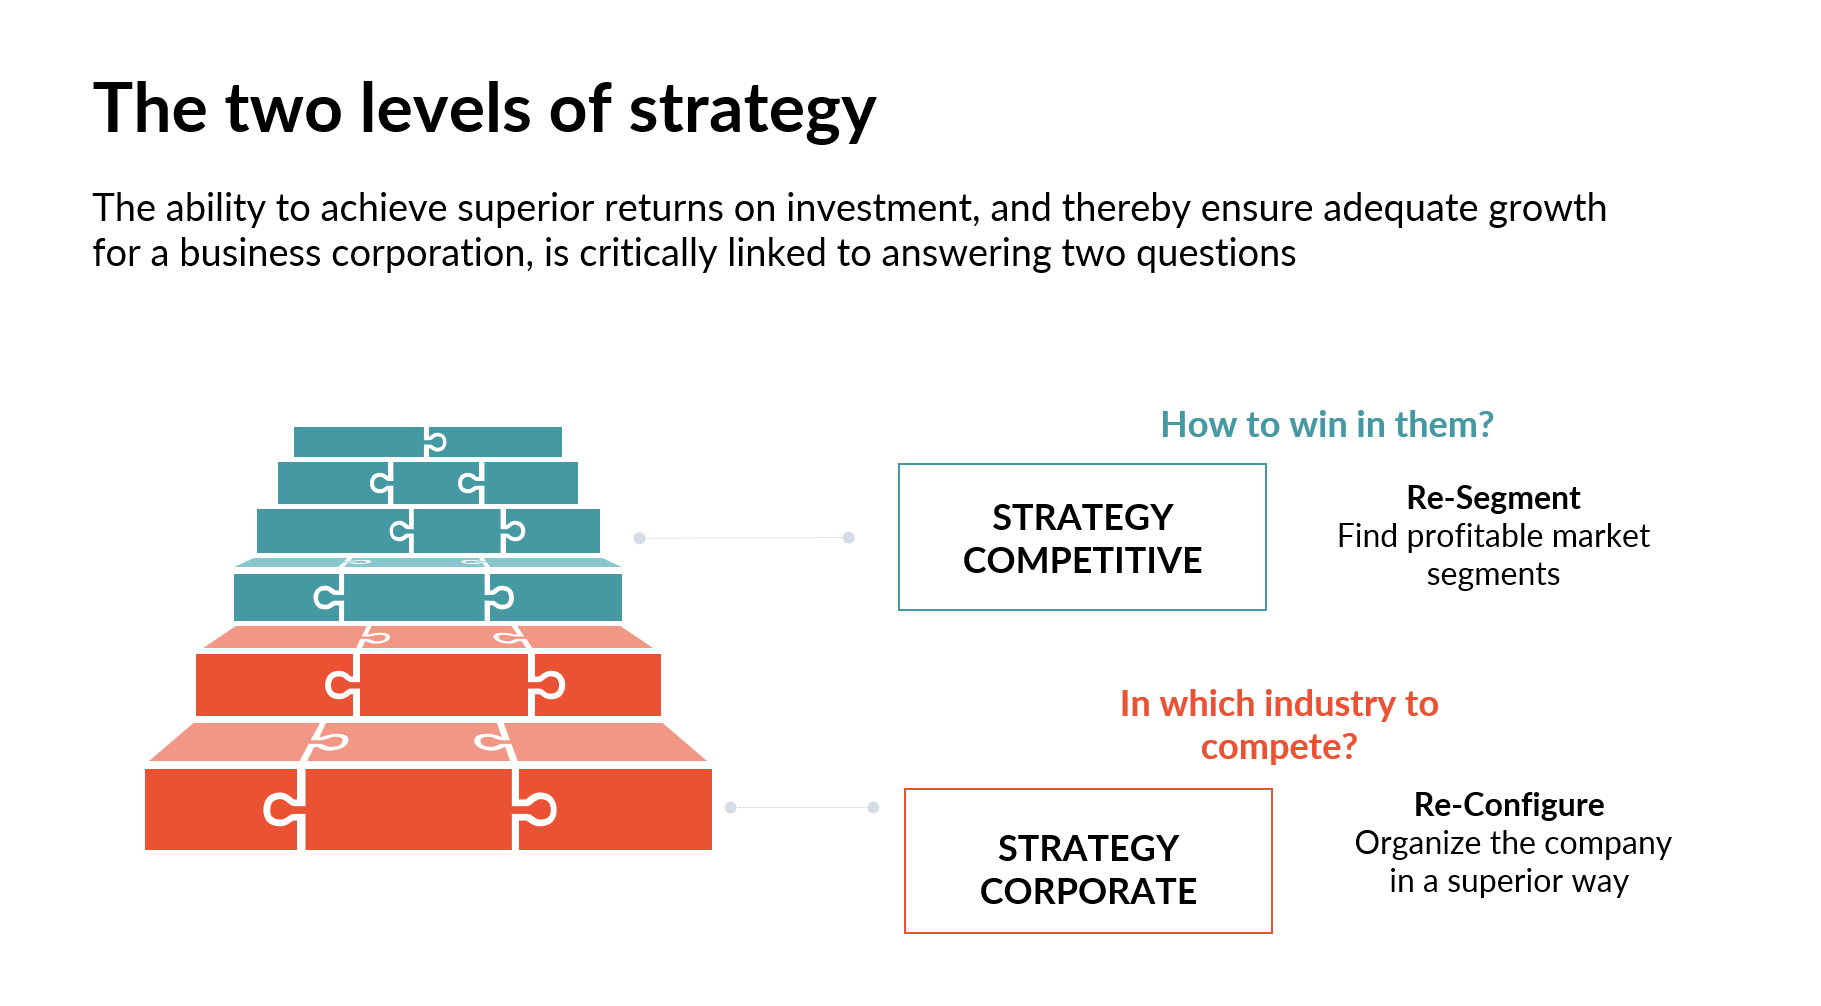 The two levels of strategy
The ability to achieve superior returns on investment, and thereby ensure adequate growth
for a business corporation, is critically linked to answering two questions
How to win in them?
STRATEGY
COMPETITIVE
Re-Segment
Find profitable market
segments
In which industry to
compete?
STRATEGY
CORPORATE
Re-Configure
Organize the company
in a superior way